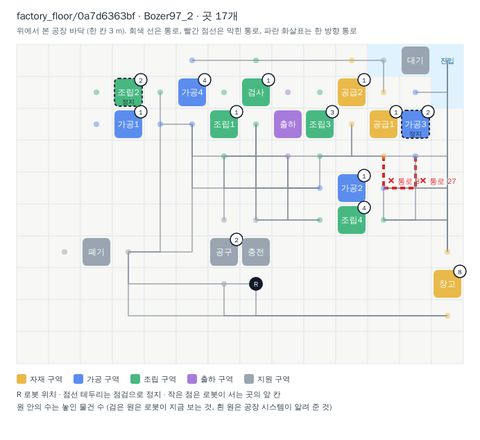 factory_floor/0a7d6363bf · Bozer97_2 · 곳 17개
위에서 본 공장 바닥 (한 칸 3 m). 회색 선은 통로, 빨간 점선은 막힌 통로, 파란 화살표는 한 방향 통로
대기
전립
조립2
정지
2
가공4
4
검사
1
공급2
1
가공1
1
조립1
1
출하
조립3
3
공급1
1
가공3
정지
2
✕ 통로
✕ 통로 27
가공2
1
조립4
1
폐기
공구
2
충전
R
창고
8
자재 구역
가공 구역
조립 구역
출하 구역
지원 구역
R 로봇 위치 · 점선 테두리는 점검으로 정지 · 작은 점은 로봇이 서는 곳의 앞 칸
원 안의 수는 놓인 물건 수 (검은 원은 로봇이 지금 보는 것, 흰 원은 공장 시스템이 알려 준 것)